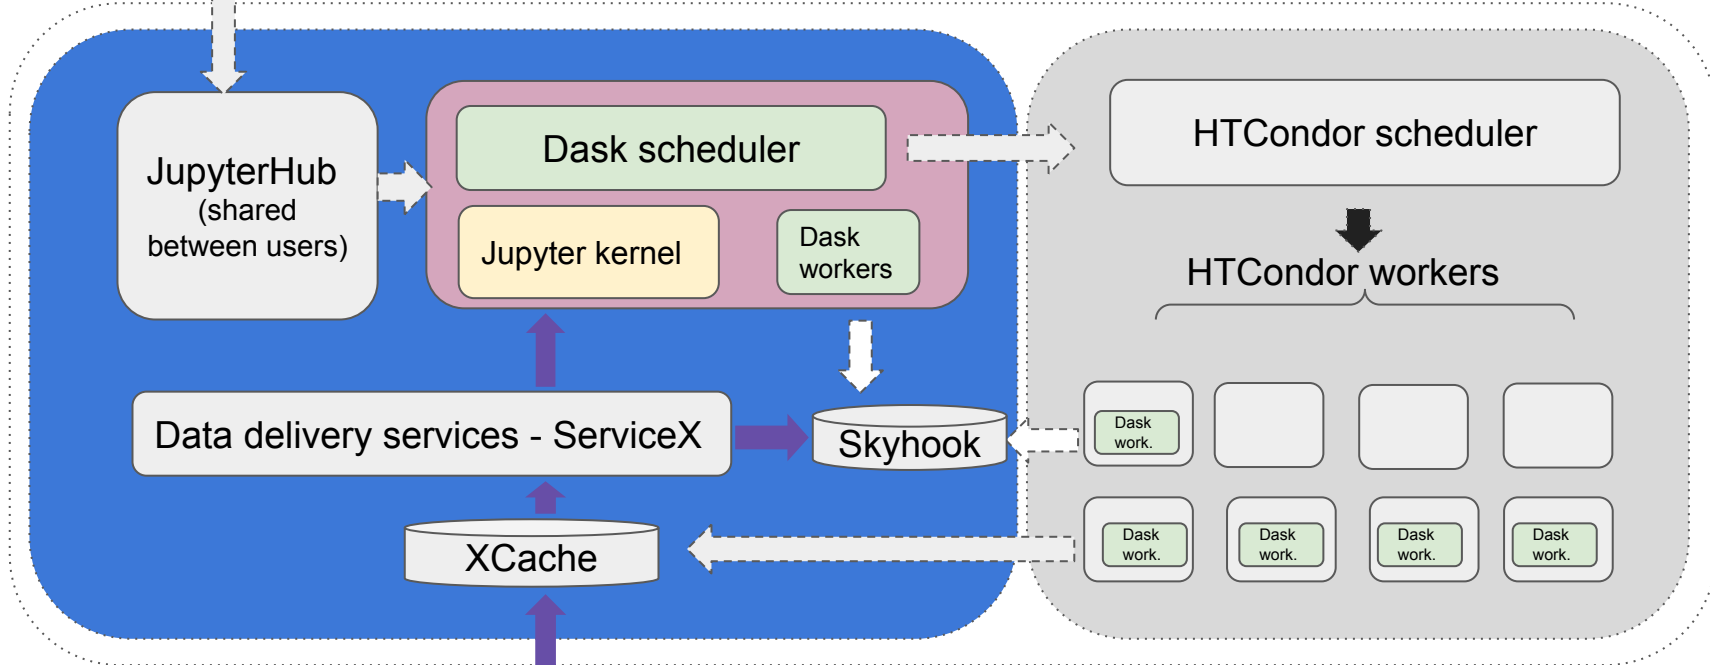 JupyterHub
(shared
between users)
Dask scheduler
Jupyter kernel
Dask
workers
HTCondor scheduler
HTCondor workers
Data delivery services - ServiceX
Skyhook
XCache
Dask
work.
Dask
work.
Dask
work.
Dask
work.
Dask
work.